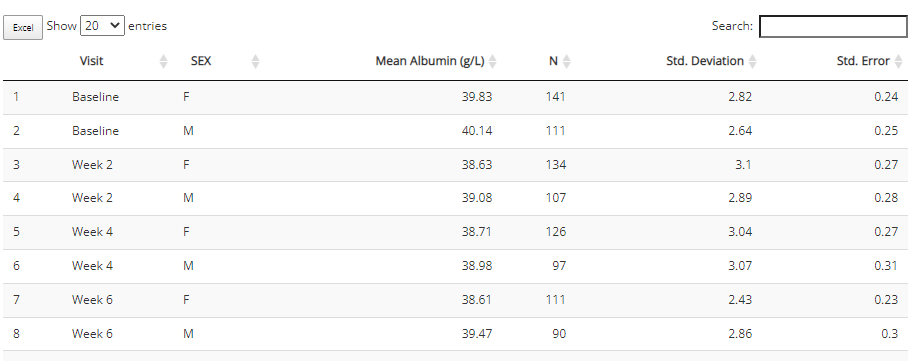 Excel Show 20 entries Search:
Visit SEX Mean Albumin (g/L) N Std. Deviation Std. Error
1 Baseline F 39.83 141 2.82 0.24
2 Baseline M 40.14 111 2.64 0.25
3 Week 2 F 38.63 134 3.1 0.27
4 Week 2 M 39.08 107 2.89 0.28
5 Week 4 F 38.71 126 3.04 0.27
6 Week 4 M 38.98 97 3.07 0.31
7 Week 6 F 38.61 111 2.43 0.23
8 Week 6 M 39.47 90 2.86 0.3